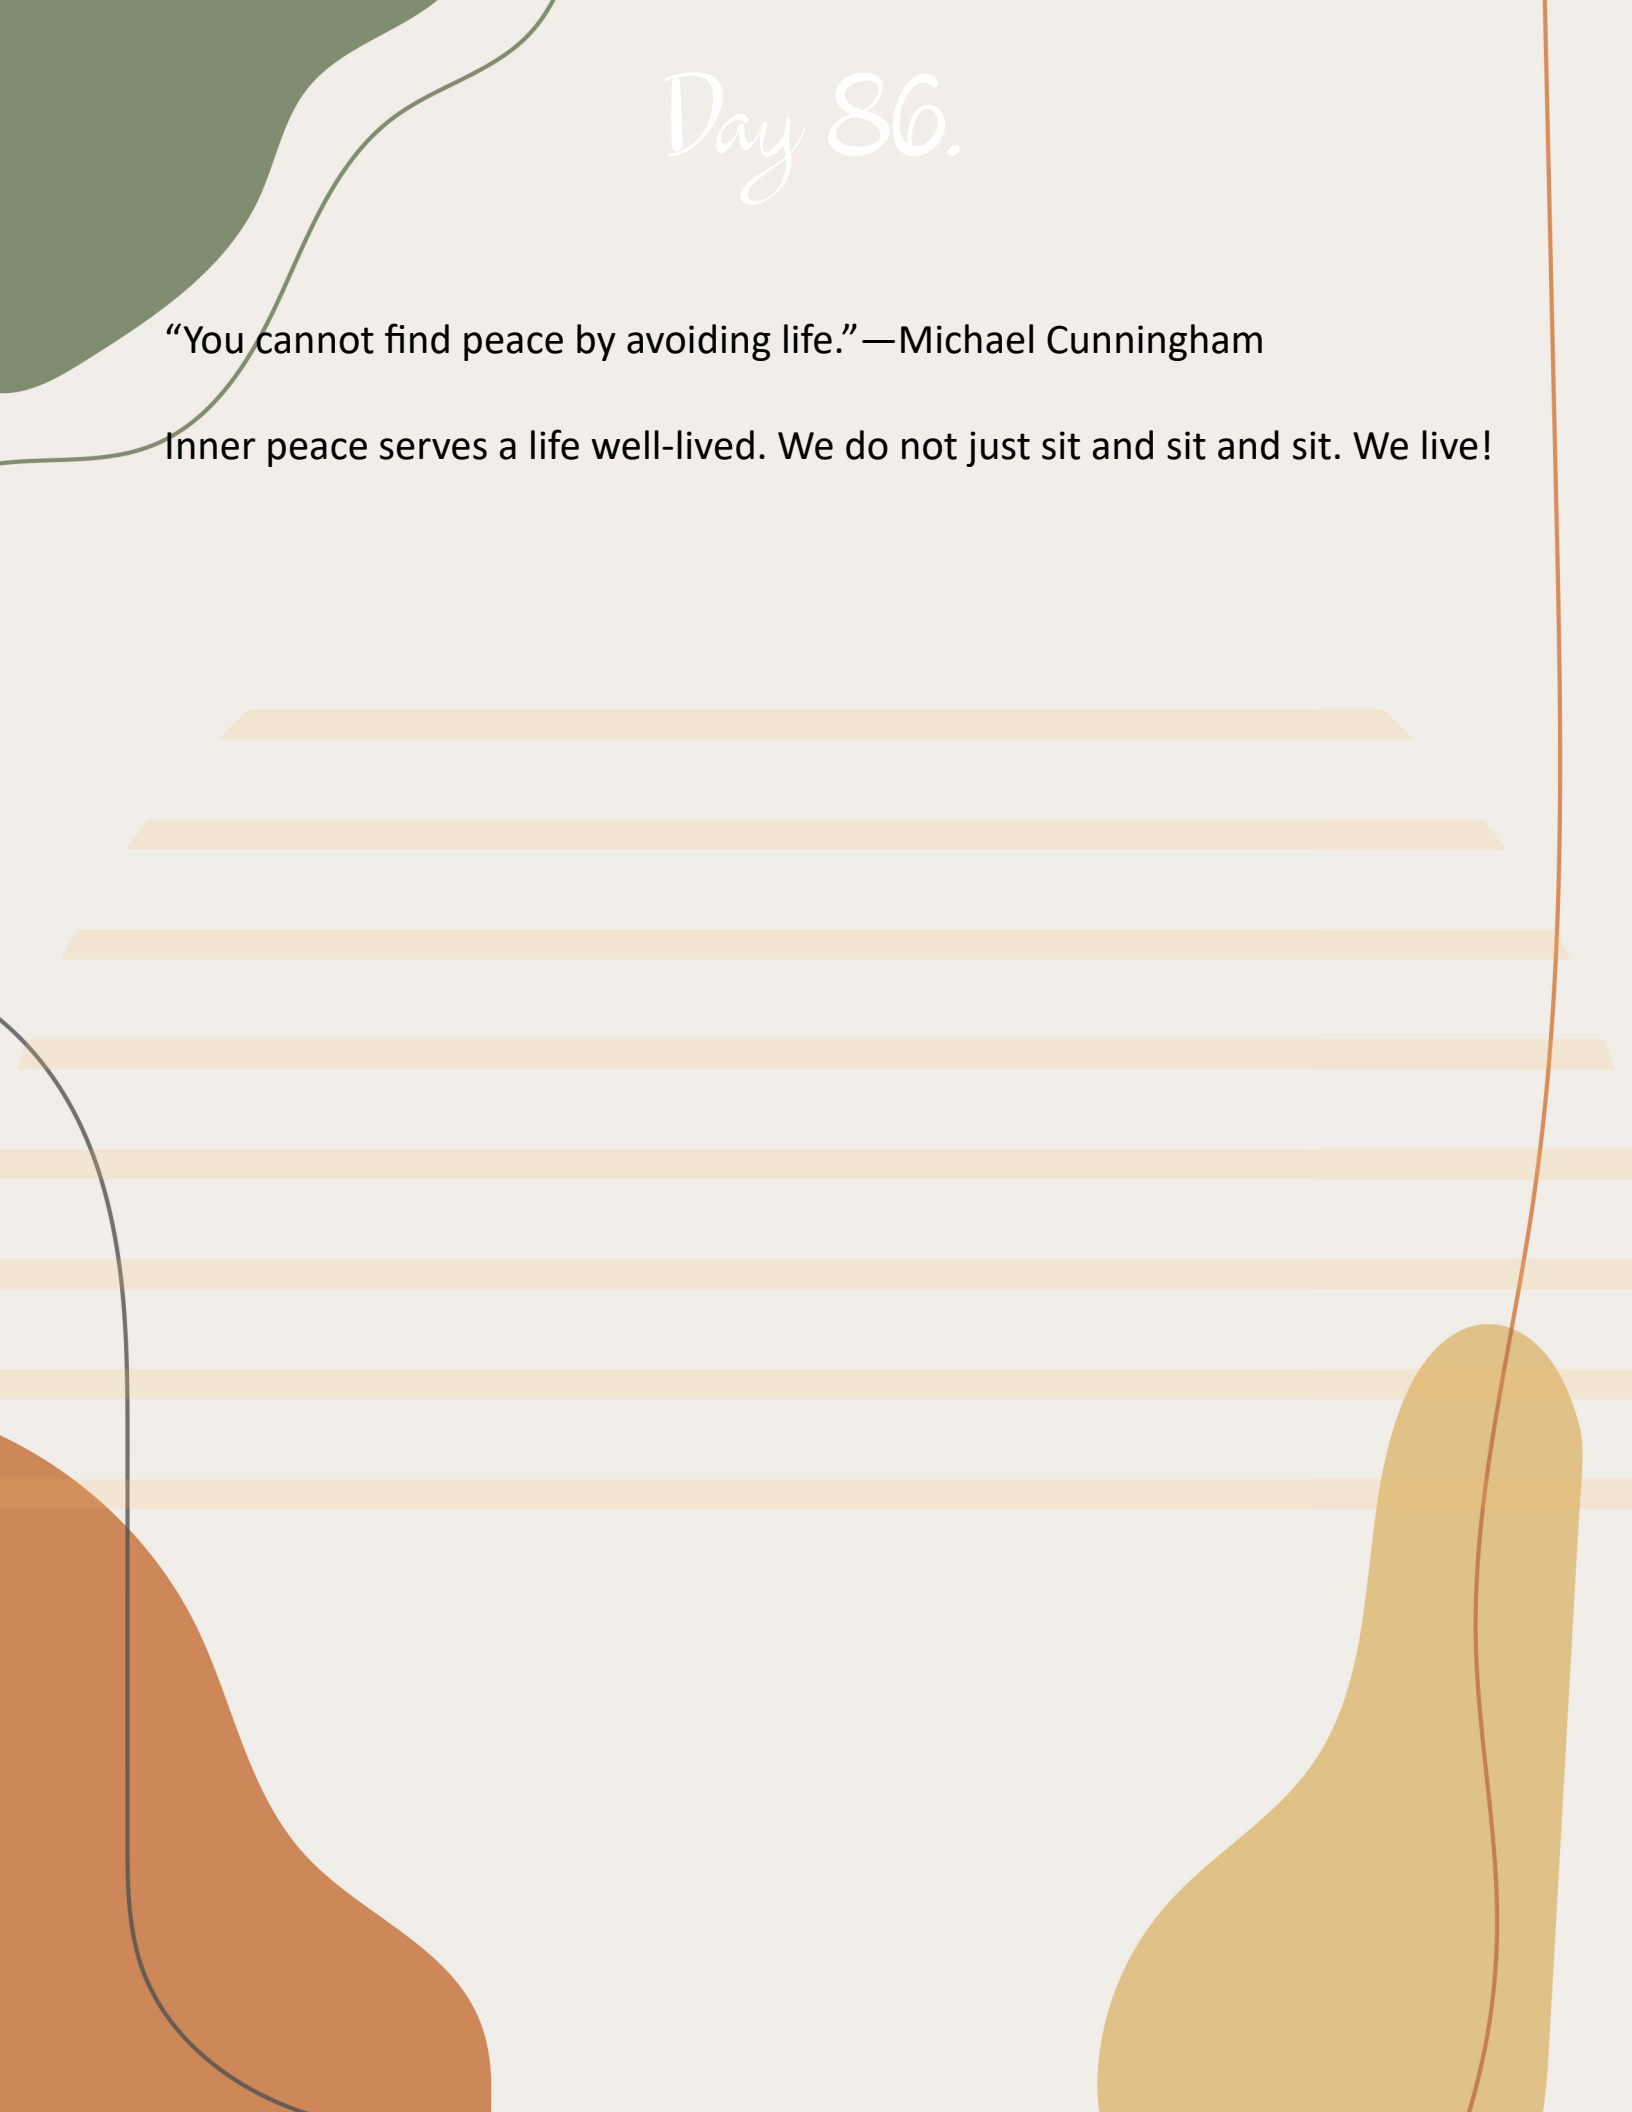 Day 86.
“You cannot find peace by avoiding life.”—Michael Cunningham
Inner peace serves a life well-lived. We do not just sit and sit and sit. We live!